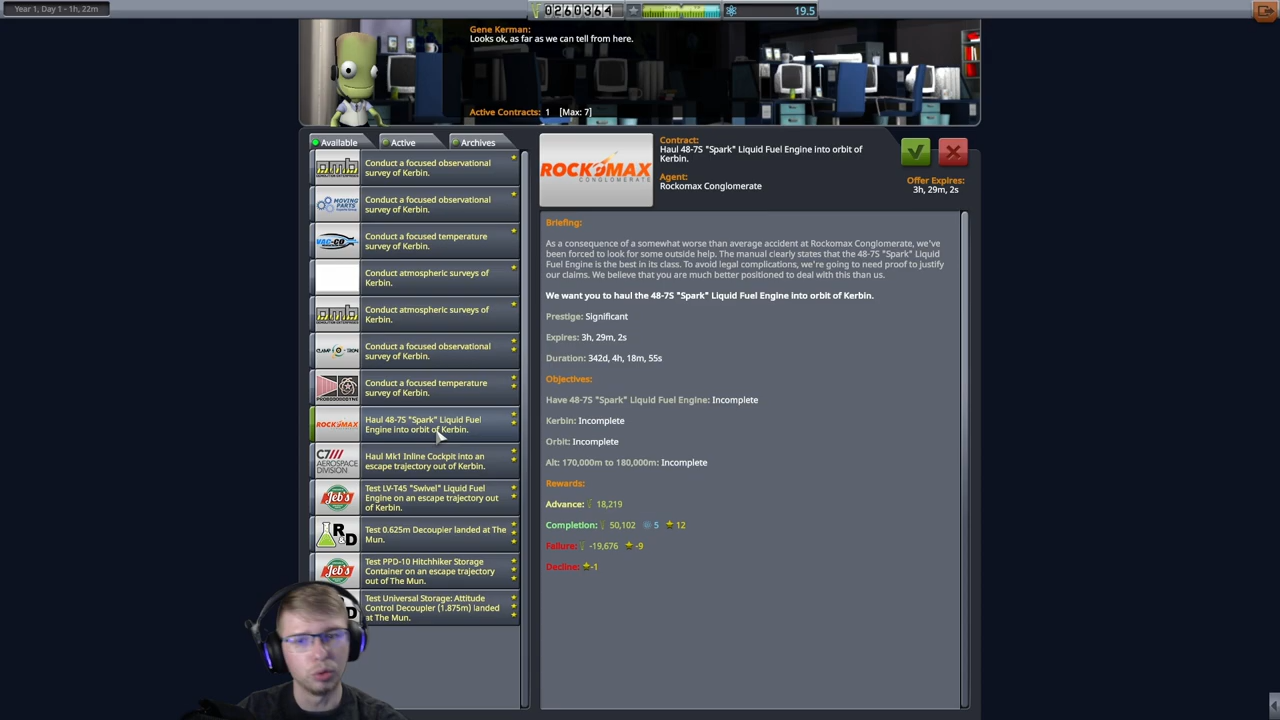 Year 1, Day 1 - 1h, 22m
0260364
19.5
Gene Kerman:
Looks ok, as far as we can tell from here.
Active Contracts: 1 [Max: 7]
Available
Active
Archives
Conduct a focused observational
survey of Kerbin.
MOVING
PARTS
Conduct a focused observational
survey of Kerbin.
VAC-CO
Conduct a focused temperature
survey of Kerbin.
Conduct atmospheric surveys of
Kerbin.
Conduct atmospheric surveys of
Kerbin.
CLAMP TRON
Conduct a focused observational
survey of Kerbin.
PROBODOBODYNE
Conduct a focused temperature
survey of Kerbin.
ROCKOMAX
Haul 48-7S "Spark" Liquid Fuel
Engine into orbit of Kerbin.
C7
AEROSPACE
DIVISION
Haul Mk1 Inline Cockpit into an
escape trajectory out of Kerbin.
Jeb's
Test LV-T45 "Swivel" Liquid Fuel
Engine on an escape trajectory out
of Kerbin.
R&D
Test 0.625m Decoupler landed at The
Mun.
Jeb's
Test PPD-10 Hitchhiker Storage
Container on an escape trajectory
out of The Mun.
Test Universal Storage: Attitude
Control Decoupler (1.875m) landed
at The Mun.
ROCKOMAX
CONGLOMERATE
Contract:
Haul 48-7S "Spark" Liquid Fuel Engine into orbit of
Kerbin.
Agent:
Rockomax Conglomerate
Offer Expires:
3h, 29m, 2s
Briefing:
As a consequence of a somewhat worse than average accident at Rockomax Conglomerate, we've
been forced to look for some outside help. The manual clearly states that the 48-7S "Spark" Liquid
Fuel Engine is the best in its class. To avoid legal complications, we're going to need proof to justify
our claims. We believe that you are much better positioned to deal with this than us.
We want you to haul the 48-7S "Spark" Liquid Fuel Engine into orbit of Kerbin.
Prestige: Significant
Expires: 3h, 29m, 2s
Duration: 342d, 4h, 18m, 55s
Objectives:
Have 48-7S "Spark" Liquid Fuel Engine: Incomplete
Kerbin: Incomplete
Orbit: Incomplete
Alt: 170,000m to 180,000m: Incomplete
Rewards:
Advance: 18,219
Completion: 50,102 5 12
Failure: -19,676 -9
Decline: -1